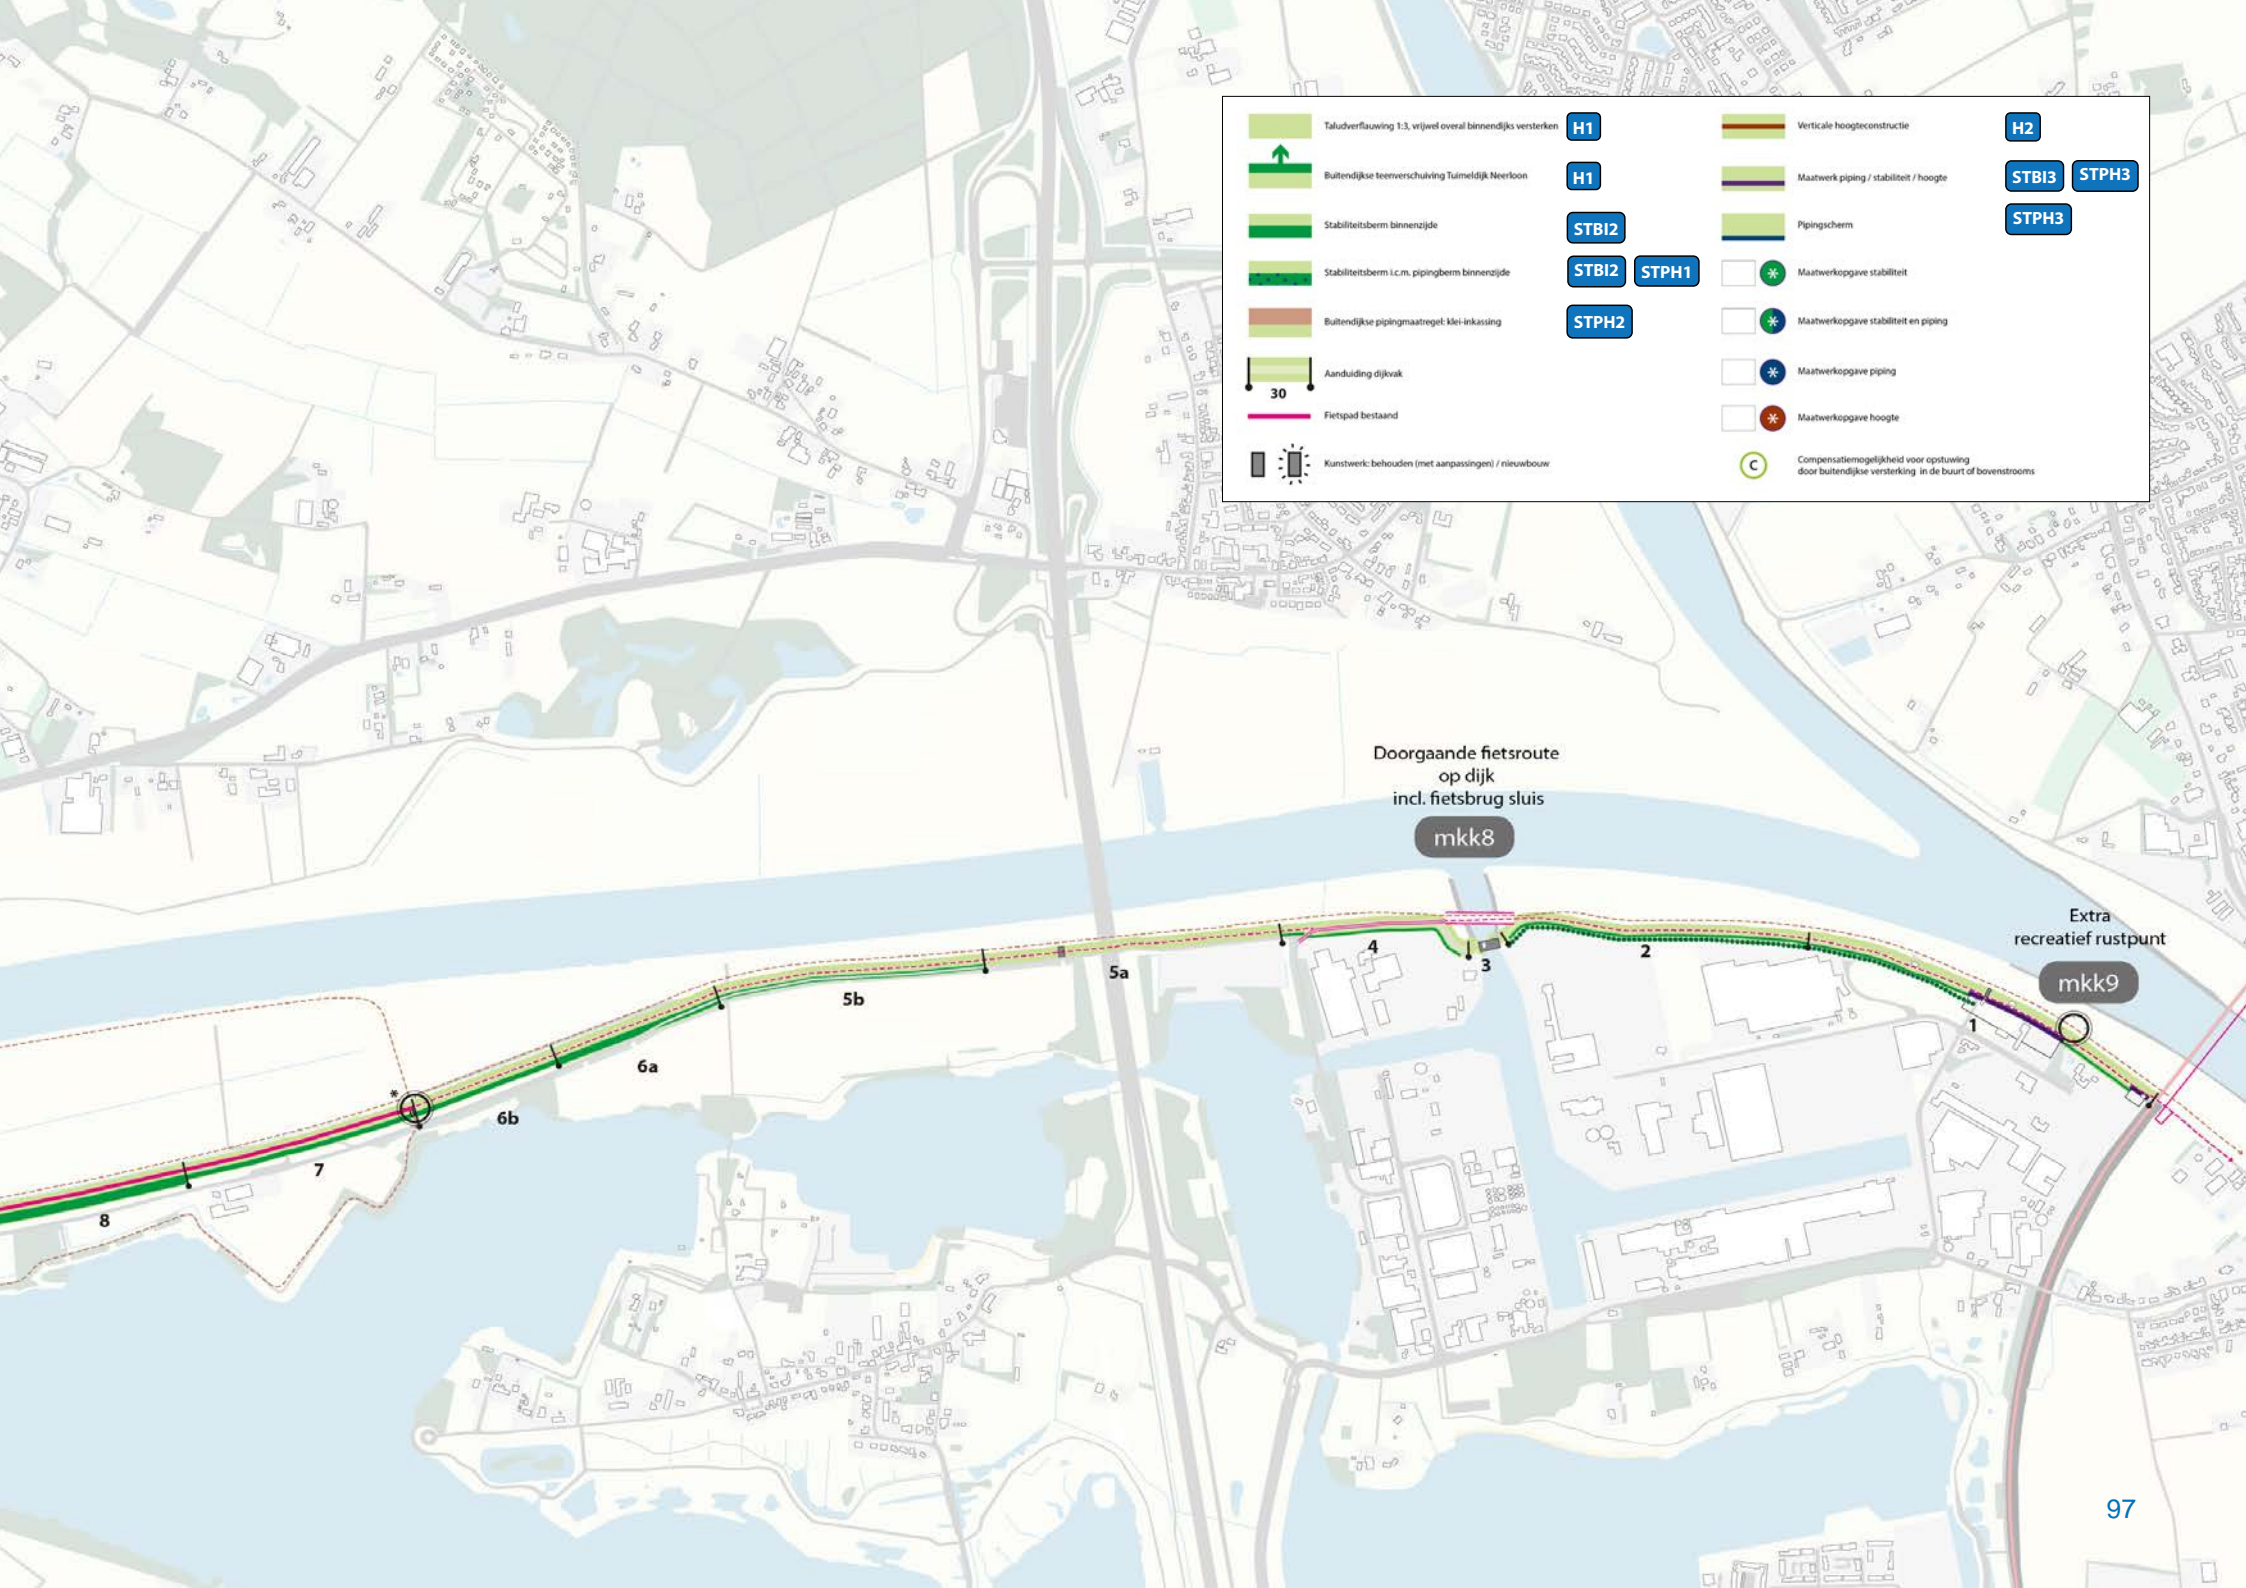 Taludverflauwing 1:3, vrijwel overal binnendijks versterken H1
Buitendijkse teenverschuiving Tuimeldijk Neerloon H1
Stabiliteitsberm binnenzijde STBI2
Stabiliteitsberm i.c.m. pipingberm binnenzijde STBI2 STPH1
Buitendijkse pipingmaatregel: klei-inkassing STPH2
Aanduiding dijkvak
30
Fietspad bestaand
Kunstwerk: behouden (met aanpassingen) / nieuwbouw
Verticale hoogteconstructie H2
Maatwerk piping / stabiliteit / hoogte STBI3 STPH3
Pipingscherm STPH3
* Maatwerkopgave stabiliteit
* Maatwerkopgave stabiliteit en piping
* Maatwerkopgave piping
* Maatwerkopgave hoogte
C Compensatiemogelijkheid voor opstuwing
door buitendijkse versterking in de buurt of bovenstrooms
Doorgaande fietsroute
op dijk
incl. fietsbrug sluis
mkk8
Extra
recreatief rustpunt
mkk9
4
3
2
1
5a
5b
6a
6b
*
7
8
97